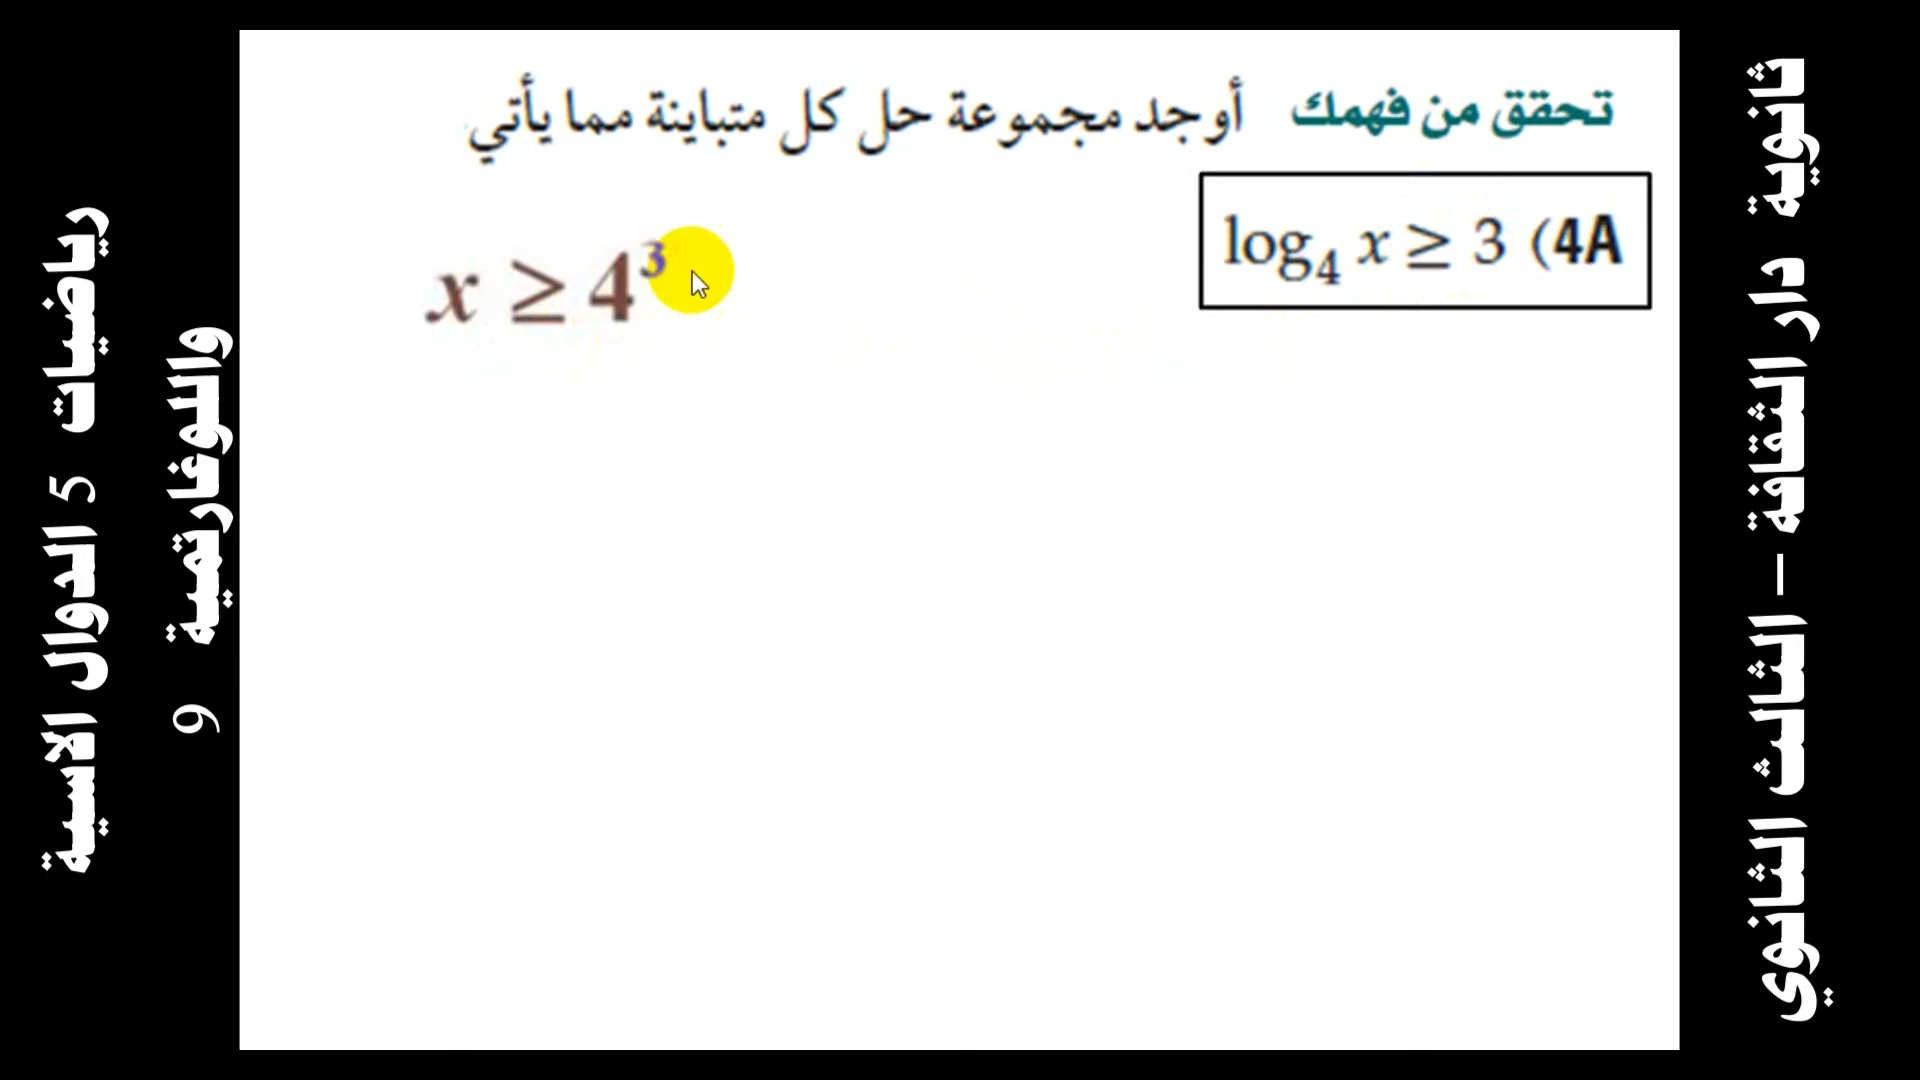 تحقق من فهمك أوجد مجموعة حل كل متباينة مما يأتي
log₄ x ≥ 3 (4A
x ≥ 4³
ثانوية دار الثقافة – الثالث الثانوي
رياضيات 5 الدوال الاسية
واللوغارتمية 9